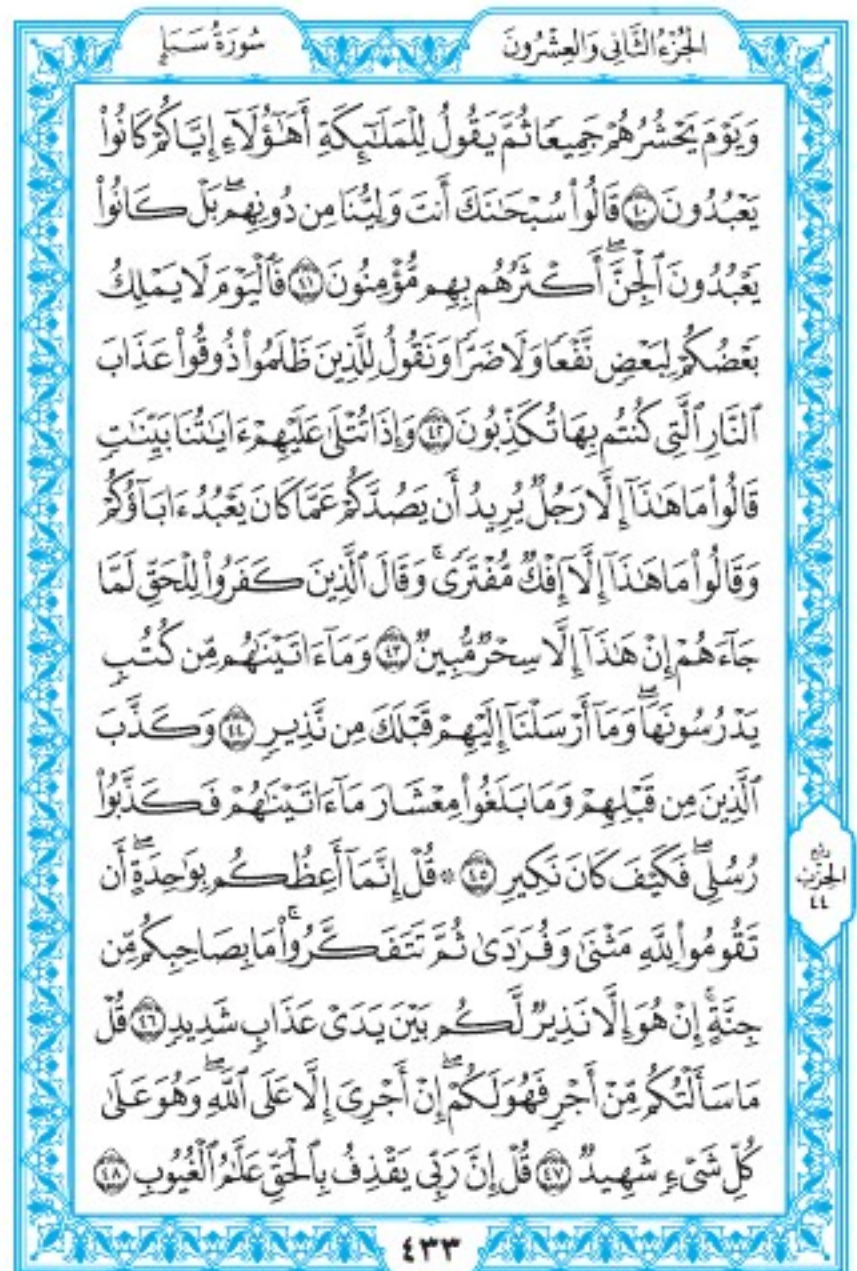 الجُزْءُ الثَّانِي وَالعِشْرُونَ
سُورَةُ سَبَإٍ
وَيَوْمَ يَحْشُرُهُمْ جَمِيعًا ثُمَّ يَقُولُ لِلْمَلَٰٓئِكَةِ أَهَٰٓؤُلَآءِ إِيَّاكُمْ كَانُوا۟
يَعْبُدُونَ ٤٠ قَالُوا۟ سُبْحَٰنَكَ أَنتَ وَلِيُّنَا مِن دُونِهِمۖ بَلْ كَانُوا۟
يَعْبُدُونَ ٱلْجِنَّۖ أَكْثَرُهُم بِهِم مُّؤْمِنُونَ ٤١ فَٱلْيَوْمَ لَا يَمْلِكُ
بَعْضُكُمْ لِبَعْضٍ نَّفْعًا وَلَا ضَرًّا وَنَقُولُ لِلَّذِينَ ظَلَمُوا۟ ذُوقُوا۟ عَذَابَ
ٱلنَّارِ ٱلَّتِى كُنتُم بِهَا تُكَذِّبُونَ ٤٢ وَإِذَا تُتْلَىٰ عَلَيْهِمْ ءَايَٰتُنَا بَيِّنَٰتٍ
قَالُوا۟ مَا هَٰذَآ إِلَّا رَجُلٌ يُرِيدُ أَن يَصُدَّكُمْ عَمَّا كَانَ يَعْبُدُ ءَابَآؤُكُمْ
وَقَالُوا۟ مَا هَٰذَآ إِلَّآ إِفْكٌ مُّفْتَرًىۚ وَقَالَ ٱلَّذِينَ كَفَرُوا۟ لِلْحَقِّ لَمَّا
جَآءَهُمْ إِنْ هَٰذَآ إِلَّا سِحْرٌ مُّبِينٌ ٤٣ وَمَآ ءَاتَيْنَٰهُم مِّن كُتُبٍ
يَدْرُسُونَهَاۖ وَمَآ أَرْسَلْنَآ إِلَيْهِمْ قَبْلَكَ مِن نَّذِيرٍ ٤٤ وَكَذَّبَ
ٱلَّذِينَ مِن قَبْلِهِمْ وَمَا بَلَغُوا۟ مِعْشَارَ مَآ ءَاتَيْنَٰهُمْ فَكَذَّبُوا۟
رُسُلِىۖ فَكَيْفَ كَانَ نَكِيرِ ٤٥ ۞ قُلْ إِنَّمَآ أَعِظُكُم بِوَٰحِدَةٍۖ أَن
تَقُومُوا۟ لِلَّهِ مَثْنَىٰ وَفُرَٰدَىٰ ثُمَّ تَتَفَكَّرُوا۟ۚ مَا بِصَاحِبِكُم مِّن
جِنَّةٍۚ إِنْ هُوَ إِلَّا نَذِيرٌ لَّكُم بَيْنَ يَدَىْ عَذَابٍ شَدِيدٍ ٤٦ قُلْ
مَا سَأَلْتُكُم مِّنْ أَجْرٍ فَهُوَ لَكُمْۖ إِنْ أَجْرِىَ إِلَّا عَلَى ٱللَّهِۖ وَهُوَ عَلَىٰ
كُلِّ شَىْءٍ شَهِيدٌ ٤٧ قُلْ إِنَّ رَبِّى يَقْذِفُ بِٱلْحَقِّ عَلَّٰمُ ٱلْغُيُوبِ ٤٨
ربع
الحزب
٤٤
٤٣٣